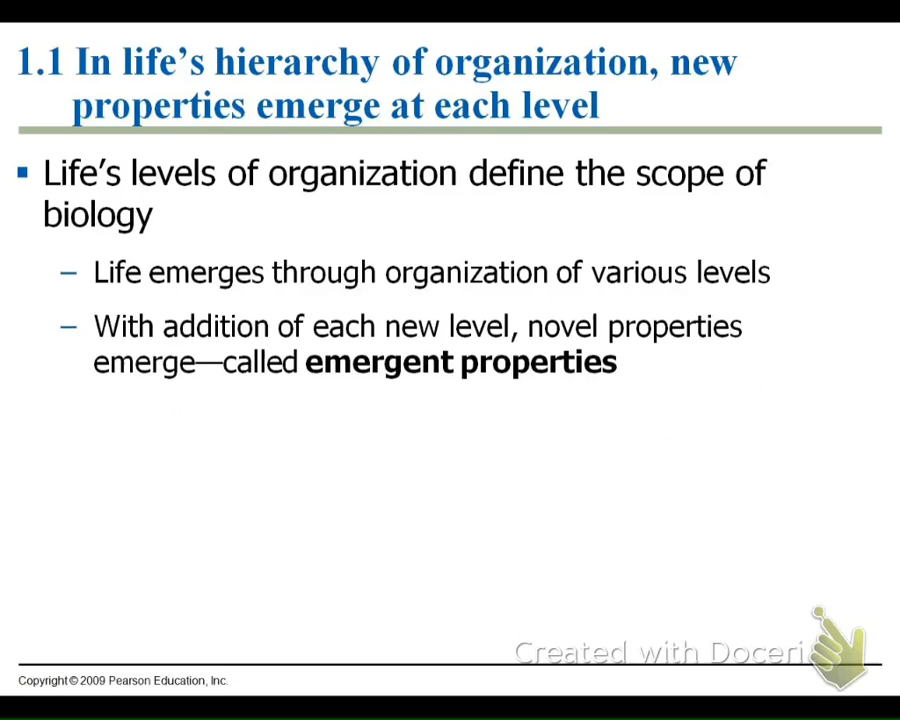 1.1 In life’s hierarchy of organization, new
properties emerge at each level
Life’s levels of organization define the scope of
biology
– Life emerges through organization of various levels
– With addition of each new level, novel properties
emerge—called emergent properties
Created with Doceri
Copyright © 2009 Pearson Education, Inc.